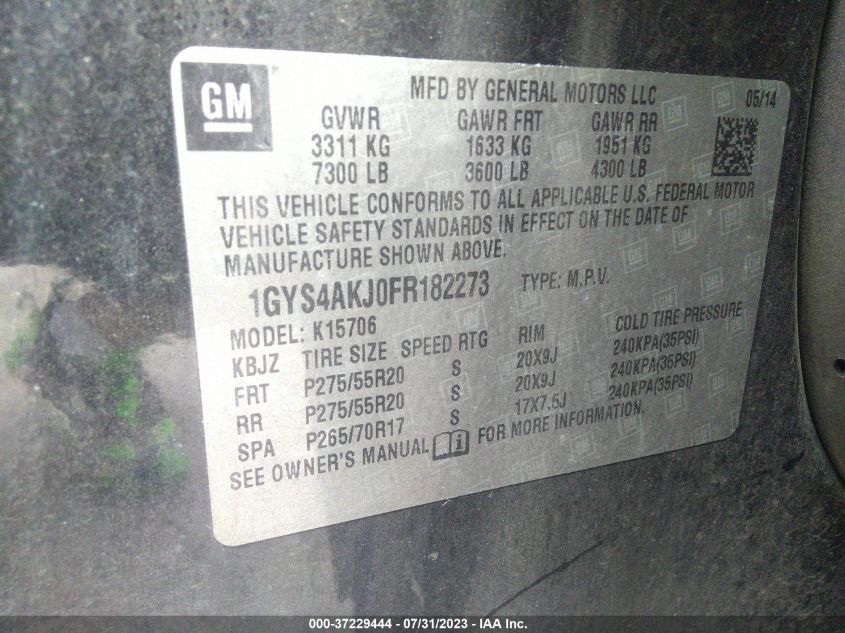 GM
MFD BY GENERAL MOTORS LLC 05/14
GVWR GAWR FRT GAWR RR
3311 KG 1633 KG 1951 KG
7300 LB 3600 LB 4300 LB
THIS VEHICLE CONFORMS TO ALL APPLICABLE U.S. FEDERAL MOTOR
VEHICLE SAFETY STANDARDS IN EFFECT ON THE DATE OF
MANUFACTURE SHOWN ABOVE.
1GYS4AKJ0FR182273 TYPE: M.P.V.
MODEL: K15706
KBJZ TIRE SIZE SPEED RTG RIM COLD TIRE PRESSURE
FRT P275/55R20 S 20X9J 240KPA(35PSI)
RR P275/55R20 S 20X9J 240KPA(35PSI)
SPA P265/70R17 S 17X7.5J 240KPA(35PSI)
SEE OWNER'S MANUAL i FOR MORE INFORMATION.
000-37229444 - 07/31/2023 - IAA Inc.